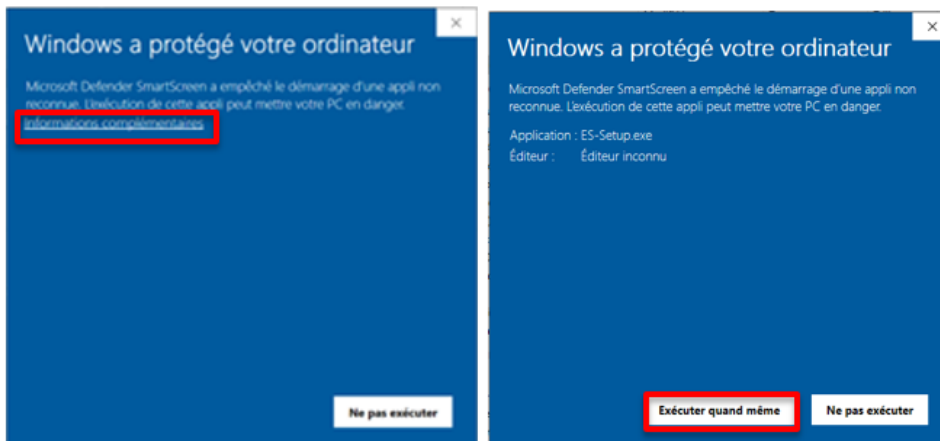 Windows a protégé votre ordinateur
Microsoft Defender SmartScreen a empêché le démarrage d'une appli non
reconnue. L'exécution de cette appli peut mettre votre PC en danger.
Informations complémentaires
Ne pas exécuter
Windows a protégé votre ordinateur
Microsoft Defender SmartScreen a empêché le démarrage d'une appli non
reconnue. L'exécution de cette appli peut mettre votre PC en danger.
Application : ES-Setup.exe
Éditeur : Éditeur inconnu
Exécuter quand même
Ne pas exécuter